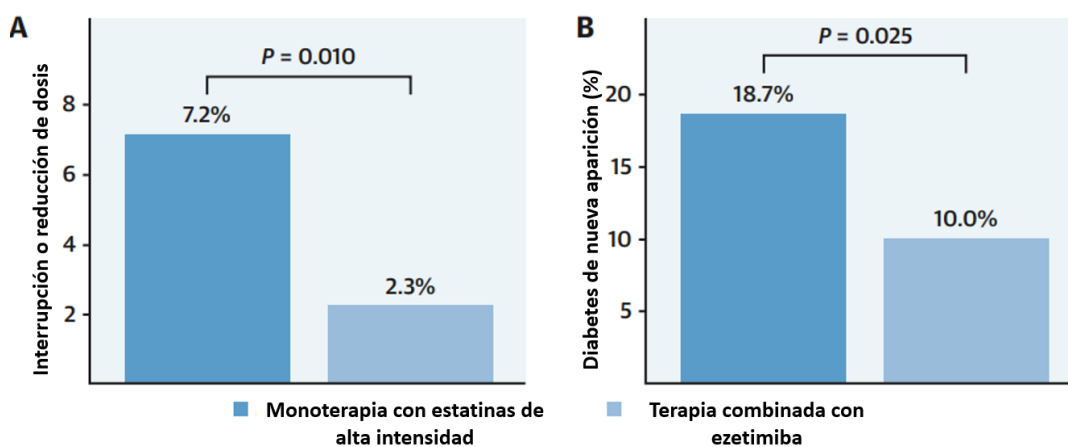 A
Interrupción o reducción de dosis
8
6
4
2
P = 0.010
7.2%
2.3%
B
Diabetes de nueva aparición (%)
20
15
10
5
P = 0.025
18.7%
10.0%
Monoterapia con estatinas de
alta intensidad
Terapia combinada con
ezetimiba